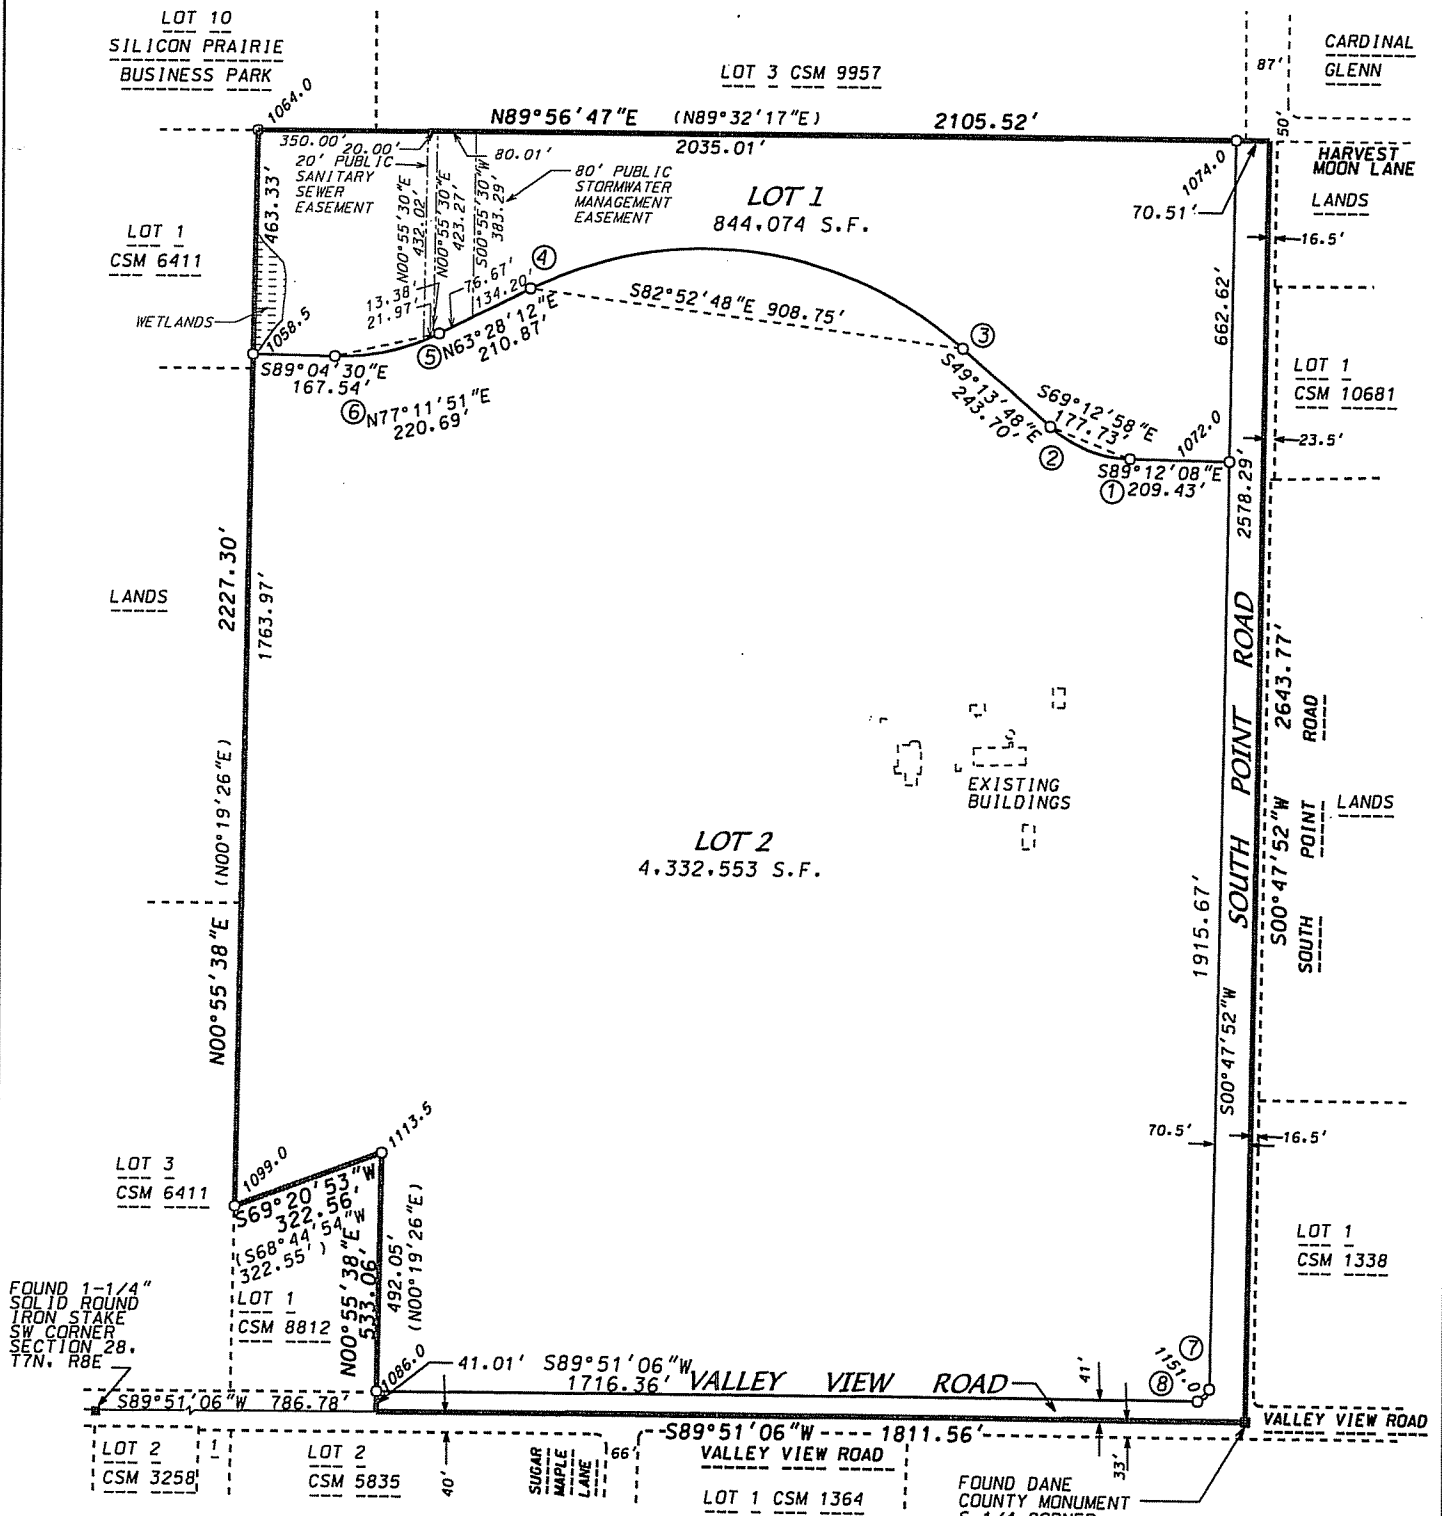 LOT 10
SILICON PRAIRIE
BUSINESS PARK
1064.0
LOT 3 CSM 9957
87'
CARDINAL
GLENN
50'
N89°56'47"E (N89°32'17"E) 2105.52'
2035.01'
350.00' 20.00'
80.01'
20' PUBLIC
SANITARY
SEWER
EASEMENT
80' PUBLIC
STORMWATER
MANAGEMENT
EASEMENT
N00°55'30"E
432.02'
N00°55'30"E
423.27'
S00°55'30"W
383.29'
LOT 1
844,074 S.F.
1074.0
70.51'
HARVEST
MOON LANE
LANDS
16.5'
463.33'
LOT 1
CSM 6411
WETLANDS
1058.5
13.38'
21.97'
76.67'
134.20'
4
N63°28'12"E
210.87'
5
S82°52'48"E 908.75'
3
662.62'
S89°04'30"E
167.54'
6
N77°11'51"E
220.69'
S49°13'48"E
243.70'
S69°12'58"E
177.73'
2
1072.0
S89°12'08"E
1 209.43'
LOT 1
CSM 10681
23.5'
2578.29'
2227.30'
1763.97'
LANDS
(N00°19'26"E)
N00°55'38"E
EXISTING
BUILDINGS
LOT 2
4,332,553 S.F.
SOUTH POINT ROAD
2643.77'
S00°47'52"W
SOUTH POINT ROAD
LANDS
1915.67'
S00°47'52"W
70.5'
16.5'
1113.5
1099.0
LOT 3
CSM 6411
S69°20'53"W
322.56'
(S68°44'54"W
322.55')
N00°55'38"E
533.06'
492.05'
(N00°19'26"E)
LOT 1
CSM 1338
FOUND 1-1/4"
SOLID ROUND
IRON STAKE
SW CORNER
SECTION 28,
T7N, R8E
LOT 1
CSM 8812
1086.0
41.01' S89°51'06"W
1716.36'
VALLEY VIEW ROAD
41'
7
1151.0
8
S89°51'06"W 786.78'
S89°51'06"W 1811.56'
VALLEY VIEW ROAD
LOT 2
CSM 3258
1
LOT 2
CSM 5835
40'
SUGAR
MAPLE
LANE
66'
VALLEY VIEW ROAD
LOT 1 CSM 1364
33'
FOUND DANE
COUNTY MONUMENT
S 1/4 CORNER